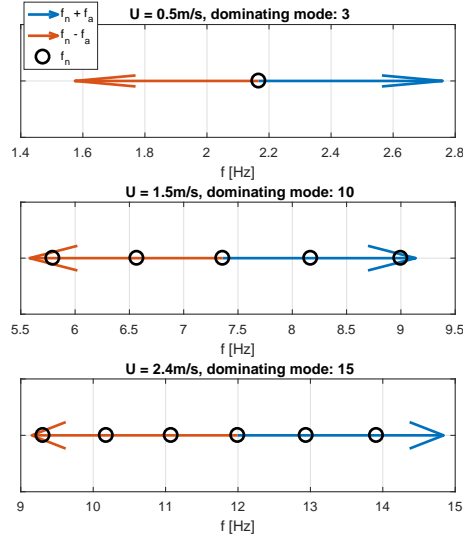 U = 0.5m/s, dominating mode: 3
f_n + f_a
f_n - f_a
f_n
1.4 1.6 1.8 2 2.2 2.4 2.6 2.8
f [Hz]
U = 1.5m/s, dominating mode: 10
5.5 6 6.5 7 7.5 8 8.5 9 9.5
f [Hz]
U = 2.4m/s, dominating mode: 15
9 10 11 12 13 14 15
f [Hz]